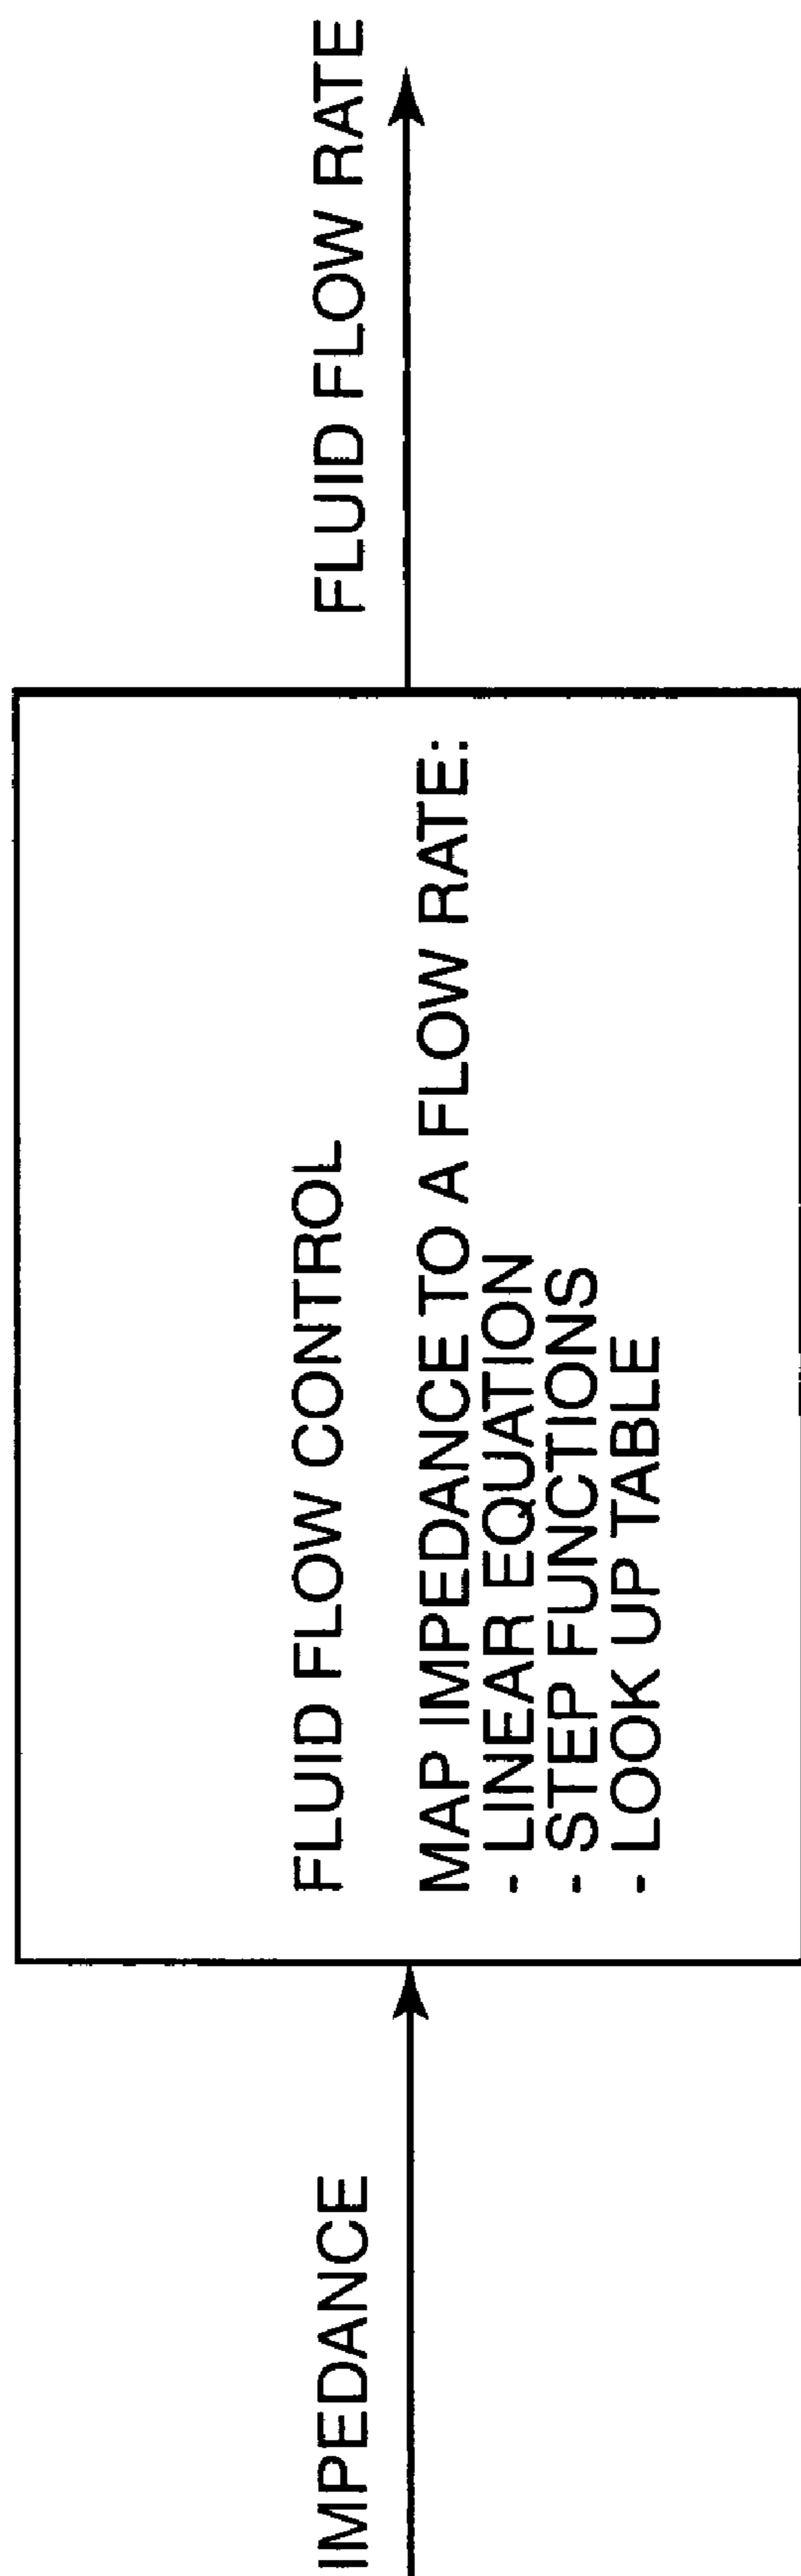 IMPEDANCE
FLUID FLOW CONTROL
MAP IMPEDANCE TO A FLOW RATE:
- LINEAR EQUATION
- STEP FUNCTIONS
- LOOK UP TABLE
FLUID FLOW RATE